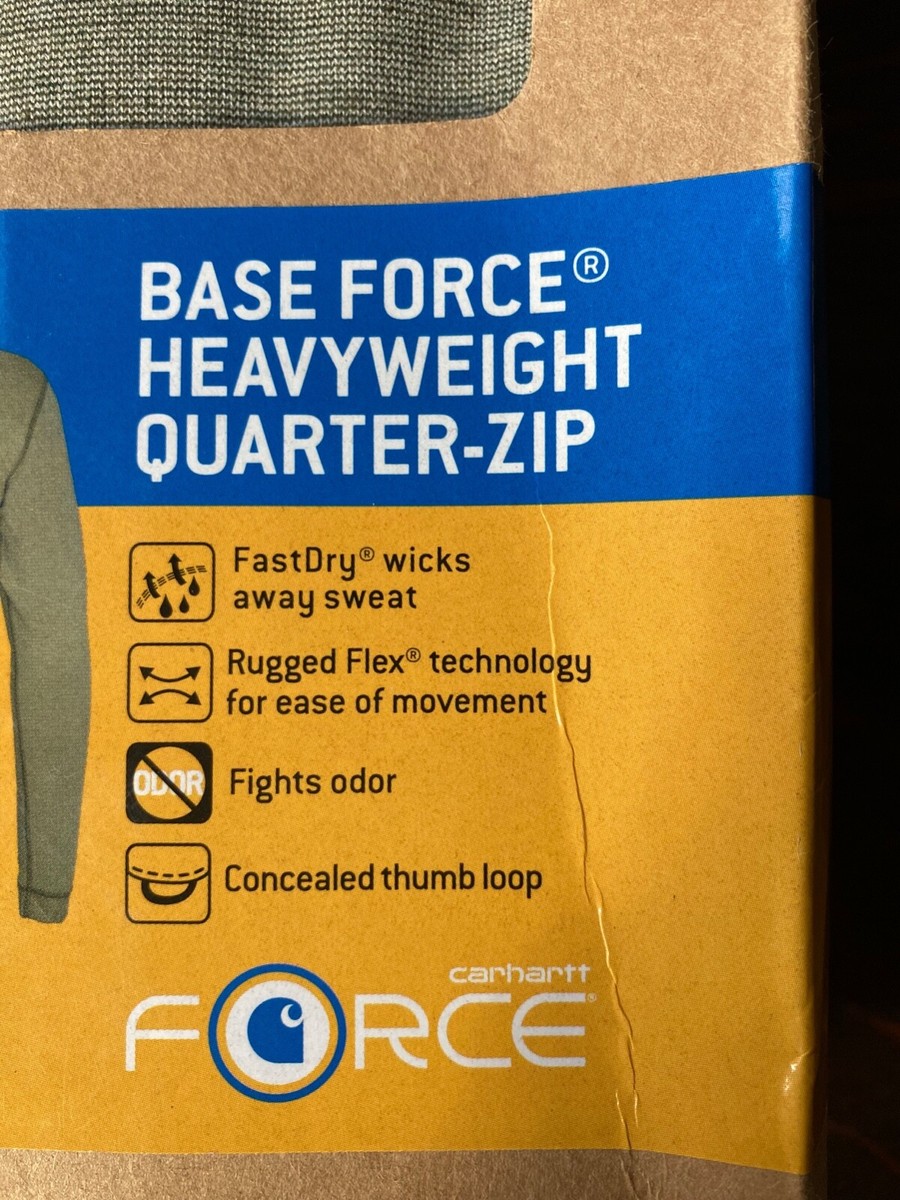 BASE FORCE®
HEAVYWEIGHT
QUARTER-ZIP
FastDry® wicks
away sweat
Rugged Flex® technology
for ease of movement
ODOR
Fights odor
Concealed thumb loop
carhartt
FORCE®